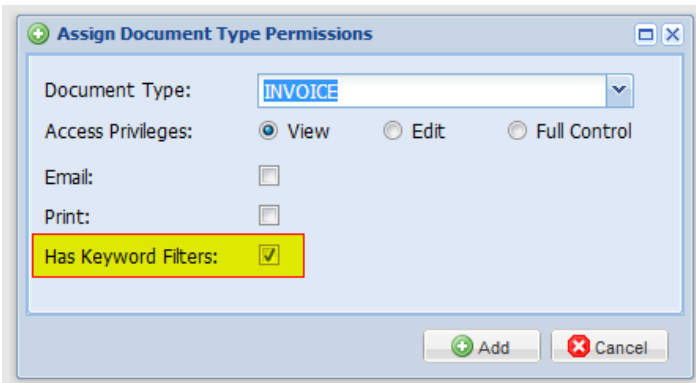 Assign Document Type Permissions
Document Type: INVOICE
Access Privileges: View Edit Full Control
Email:
Print:
Has Keyword Filters:
Add Cancel